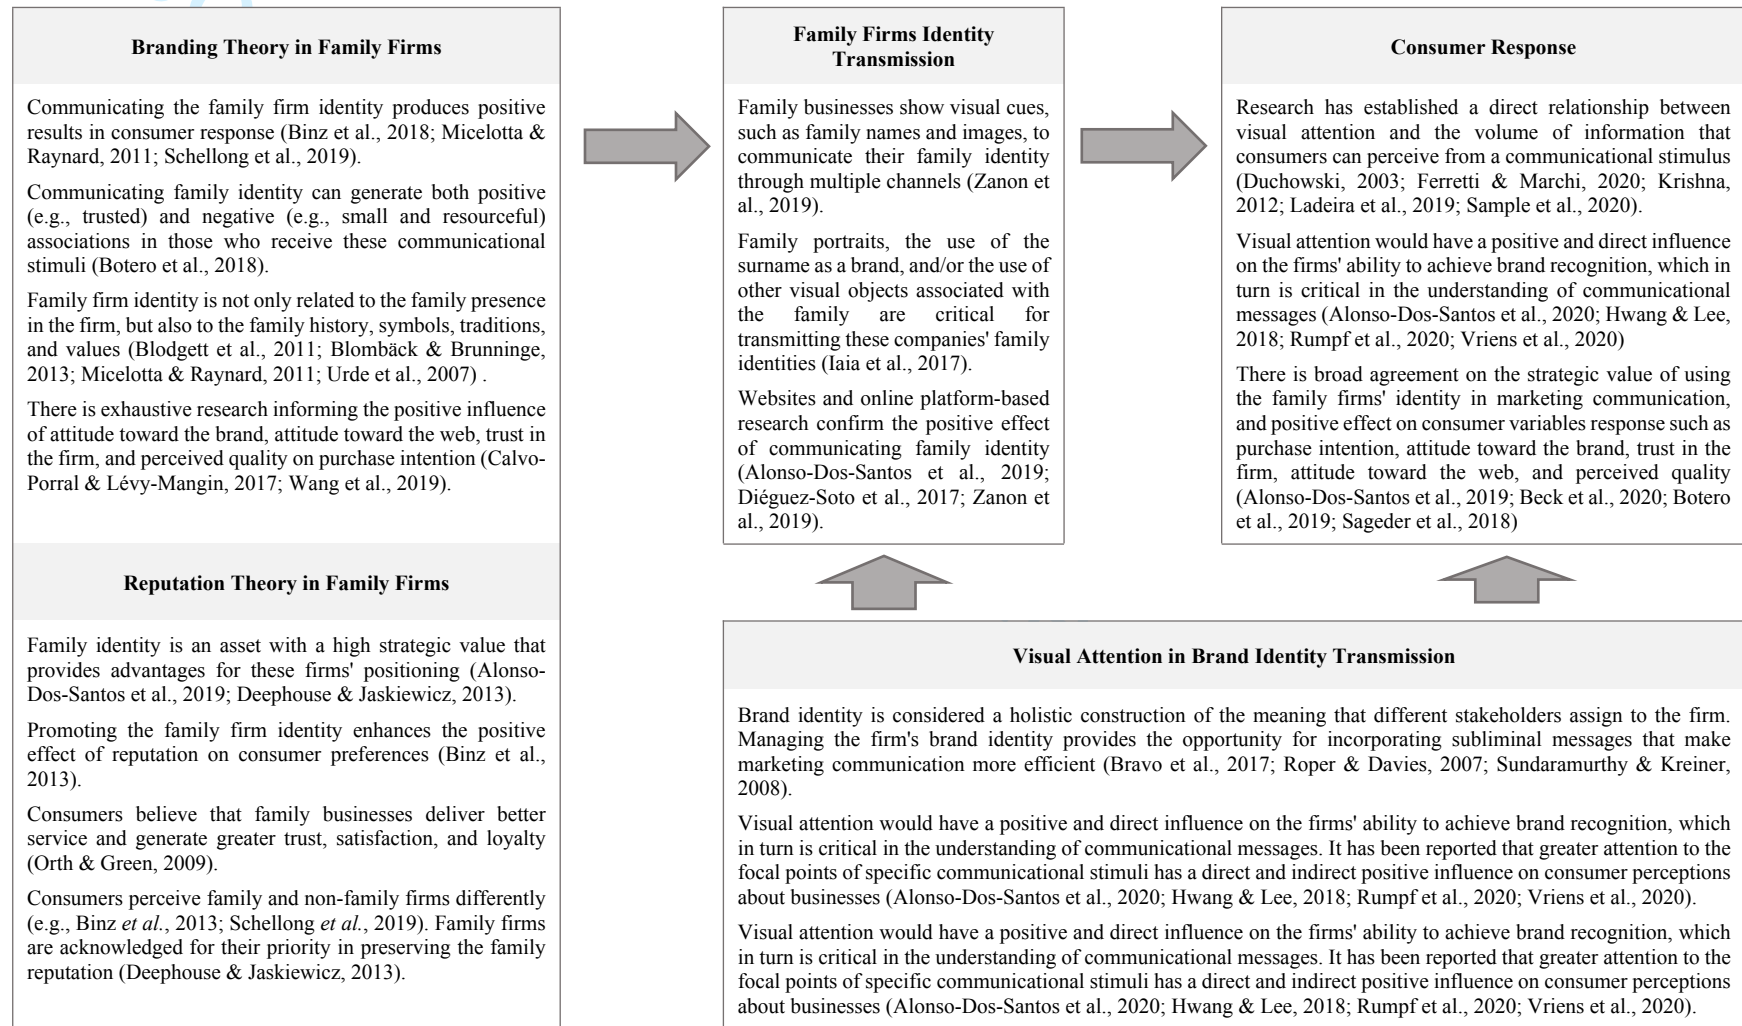 Branding Theory in Family Firms
Communicating the family firm identity produces positive
results in consumer response (Binz et al., 2018; Micelotta &
Raynard, 2011; Schellong et al., 2019).
Communicating family identity can generate both positive
(e.g., trusted) and negative (e.g., small and resourceful)
associations in those who receive these communicational
stimuli (Botero et al., 2018).
Family firm identity is not only related to the family presence
in the firm, but also to the family history, symbols, traditions,
and values (Blodgett et al., 2011; Blombäck & Brunninge,
2013; Micelotta & Raynard, 2011; Urde et al., 2007) .
There is exhaustive research informing the positive influence
of attitude toward the brand, attitude toward the web, trust in
the firm, and perceived quality on purchase intention (Calvo-
Porral & Lévy-Mangin, 2017; Wang et al., 2019).
Reputation Theory in Family Firms
Family identity is an asset with a high strategic value that
provides advantages for these firms' positioning (Alonso-
Dos-Santos et al., 2019; Deephouse & Jaskiewicz, 2013).
Promoting the family firm identity enhances the positive
effect of reputation on consumer preferences (Binz et al.,
2013).
Consumers believe that family businesses deliver better
service and generate greater trust, satisfaction, and loyalty
(Orth & Green, 2009).
Consumers perceive family and non-family firms differently
(e.g., Binz et al., 2013; Schellong et al., 2019). Family firms
are acknowledged for their priority in preserving the family
reputation (Deephouse & Jaskiewicz, 2013).
Family Firms Identity
Transmission
Family businesses show visual cues,
such as family names and images, to
communicate their family identity
through multiple channels (Zanon et
al., 2019).
Family portraits, the use of the
surname as a brand, and/or the use of
other visual objects associated with
the family are critical for
transmitting these companies' family
identities (Iaia et al., 2017).
Websites and online platform-based
research confirm the positive effect
of communicating family identity
(Alonso-Dos-Santos et al., 2019;
Diéguez-Soto et al., 2017; Zanon et
al., 2019).
Consumer Response
Research has established a direct relationship between
visual attention and the volume of information that
consumers can perceive from a communicational stimulus
(Duchowski, 2003; Ferretti & Marchi, 2020; Krishna,
2012; Ladeira et al., 2019; Sample et al., 2020).
Visual attention would have a positive and direct influence
on the firms' ability to achieve brand recognition, which in
turn is critical in the understanding of communicational
messages (Alonso-Dos-Santos et al., 2020; Hwang & Lee,
2018; Rumpf et al., 2020; Vriens et al., 2020)
There is broad agreement on the strategic value of using
the family firms' identity in marketing communication,
and positive effect on consumer variables response such as
purchase intention, attitude toward the brand, trust in the
firm, attitude toward the web, and perceived quality
(Alonso-Dos-Santos et al., 2019; Beck et al., 2020; Botero
et al., 2019; Sageder et al., 2018)
Visual Attention in Brand Identity Transmission
Brand identity is considered a holistic construction of the meaning that different stakeholders assign to the firm.
Managing the firm's brand identity provides the opportunity for incorporating subliminal messages that make
marketing communication more efficient (Bravo et al., 2017; Roper & Davies, 2007; Sundaramurthy & Kreiner,
2008).
Visual attention would have a positive and direct influence on the firms' ability to achieve brand recognition, which
in turn is critical in the understanding of communicational messages. It has been reported that greater attention to the
focal points of specific communicational stimuli has a direct and indirect positive influence on consumer perceptions
about businesses (Alonso-Dos-Santos et al., 2020; Hwang & Lee, 2018; Rumpf et al., 2020; Vriens et al., 2020).
Visual attention would have a positive and direct influence on the firms' ability to achieve brand recognition, which
in turn is critical in the understanding of communicational messages. It has been reported that greater attention to the
focal points of specific communicational stimuli has a direct and indirect positive influence on consumer perceptions
about businesses (Alonso-Dos-Santos et al., 2020; Hwang & Lee, 2018; Rumpf et al., 2020; Vriens et al., 2020).